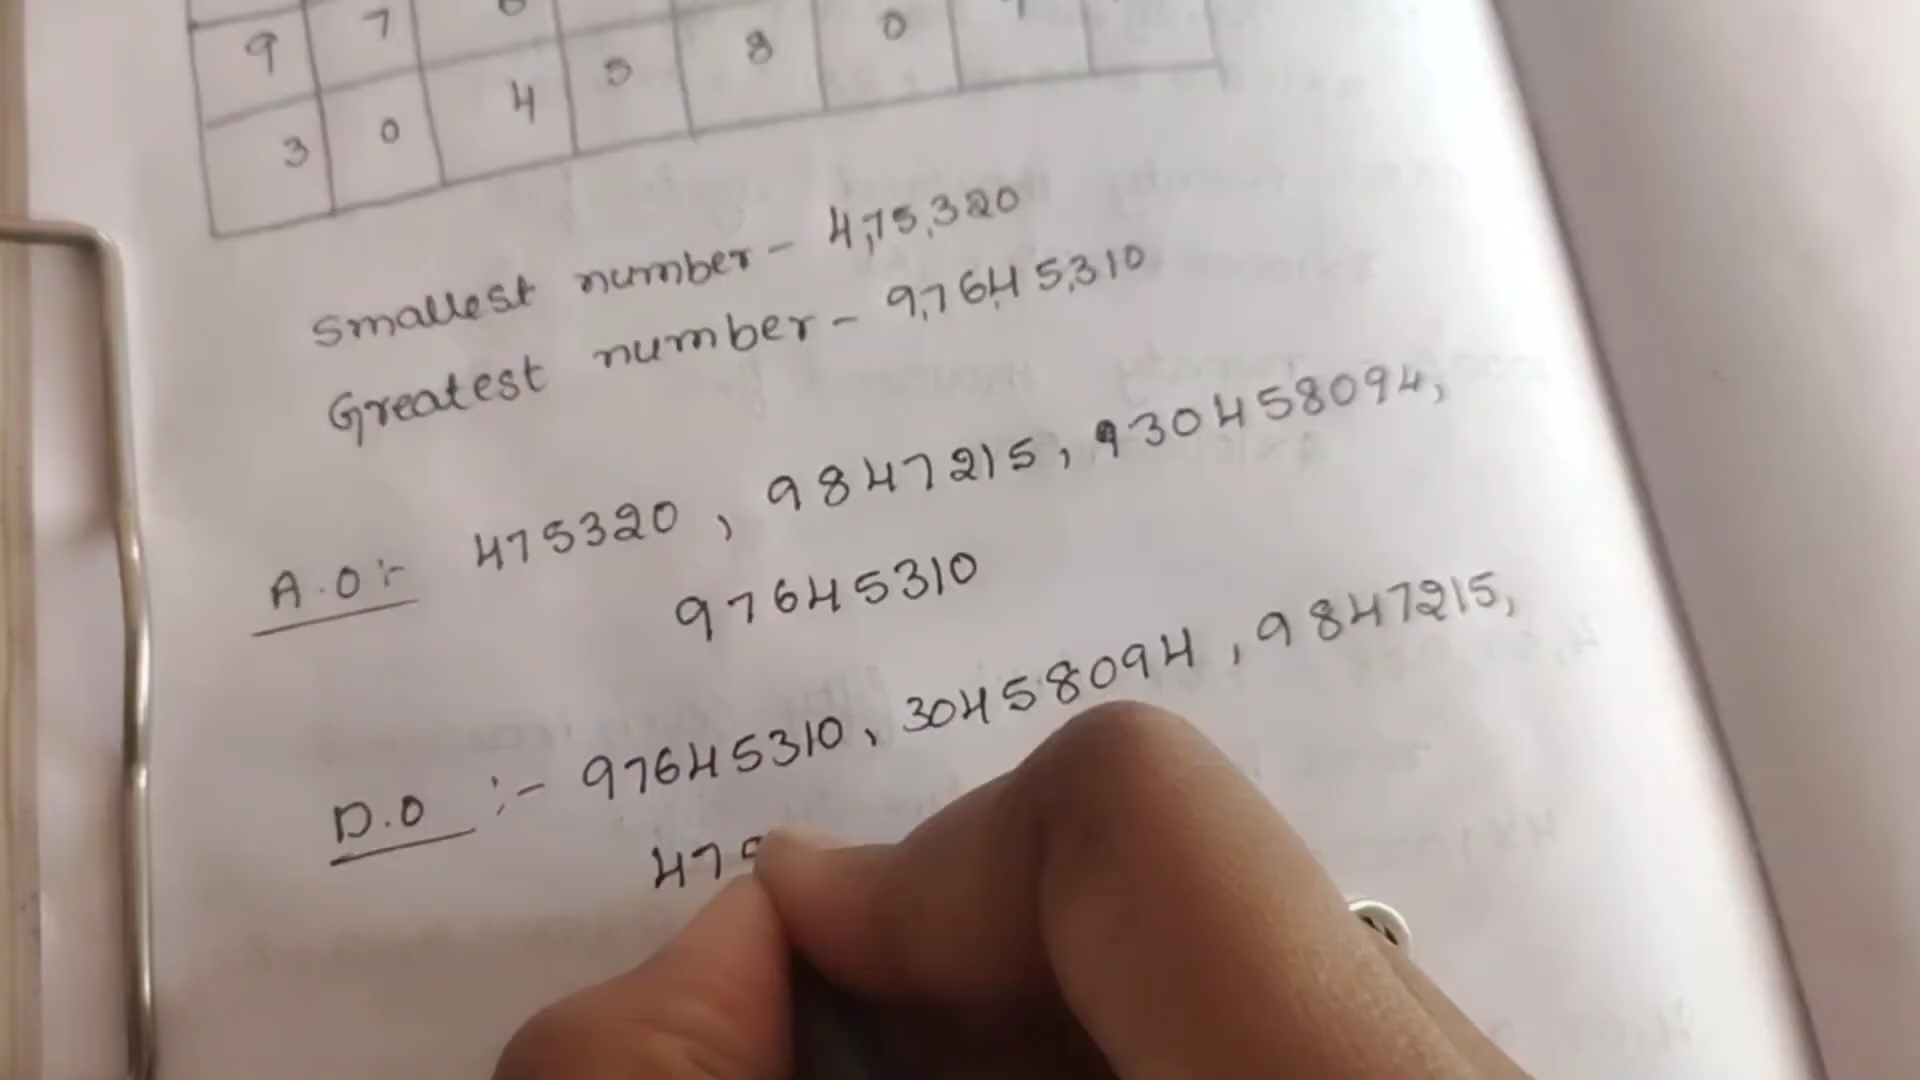 9 7
3 0 4 5 8 0
Smallest number - 4,75,320
Greatest number - 9,76,45,310
A.O :- 475320 , 9847215 , 930458094,
97645310
D.O :- 97645310 , 30458094 , 9847215,
475